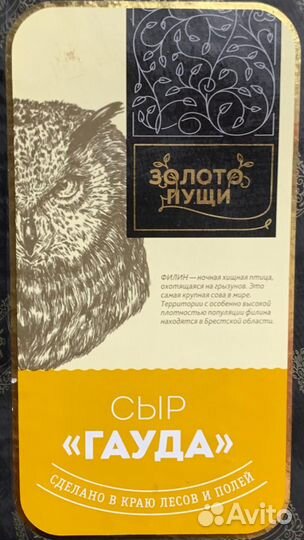 ЗОЛОТО
ПУЩИ
ФИЛИН — ночная хищная птица,
охотящаяся на грызунов. Это
самая крупная сова в мире.
Территории с особенно высокой
плотностью популяции филина
находятся в Брестской области.
СЫР
«ГАУДА»
СДЕЛАНО В КРАЮ ЛЕСОВ И ПОЛЕЙ
Avito